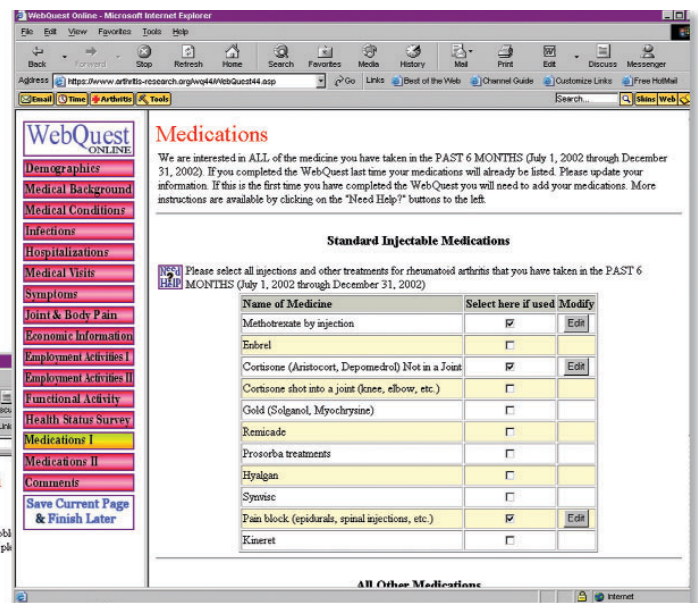 WebQuest Online - Microsoft Internet Explorer
File Edit View Favorites Tools Help
Back Forward Stop Refresh Home Search Favorites Media History Mail Print Edit Discuss Messenger
Address https://www.arthritis-research.org/wq44/WebQuest44.asp Go Links Best of the Web Channel Guide Customize Links Free HotMail
Email Time Arthritis Tools Search... Skins Web
WebQuest
ONLINE
Demographics
Medical Background
Medical Conditions
Infections
Hospitalizations
Medical Visits
Symptoms
Joint & Body Pain
Economic Information
Employment Activities I
Employment Activities II
Functional Activity
Health Status Survey
Medications I
Medications II
Comments
Save Current Page
& Finish Later
Medications
We are interested in ALL of the medicine you have taken in the PAST 6 MONTHS (July 1, 2002 through December
31, 2002). If you completed the WebQuest last time your medications will already be listed. Please update your
information. If this is the first time you have completed the WebQuest you will need to add your medications. More
instructions are available by clicking on the "Need Help?" buttons to the left.
Standard Injectable Medications
Need HElP ? Please select all injections and other treatments for rheumatoid arthritis that you have taken in the PAST 6
MONTHS (July 1, 2002 through December 31, 2002)
Name of Medicine Select here if used Modify
Methotrexate by injection Edit
Enbrel
Cortisone (Aristocort, Depomedrol) Not in a Joint Edit
Cortisone shot into a joint (knee, elbow, etc.)
Gold (Solganol, Myochrysine)
Remicade
Prosorba treatments
Hyalgan
Synvisc
Pain block (epidurals, spinal injections, etc.) Edit
Kineret
All Other Medications
Internet